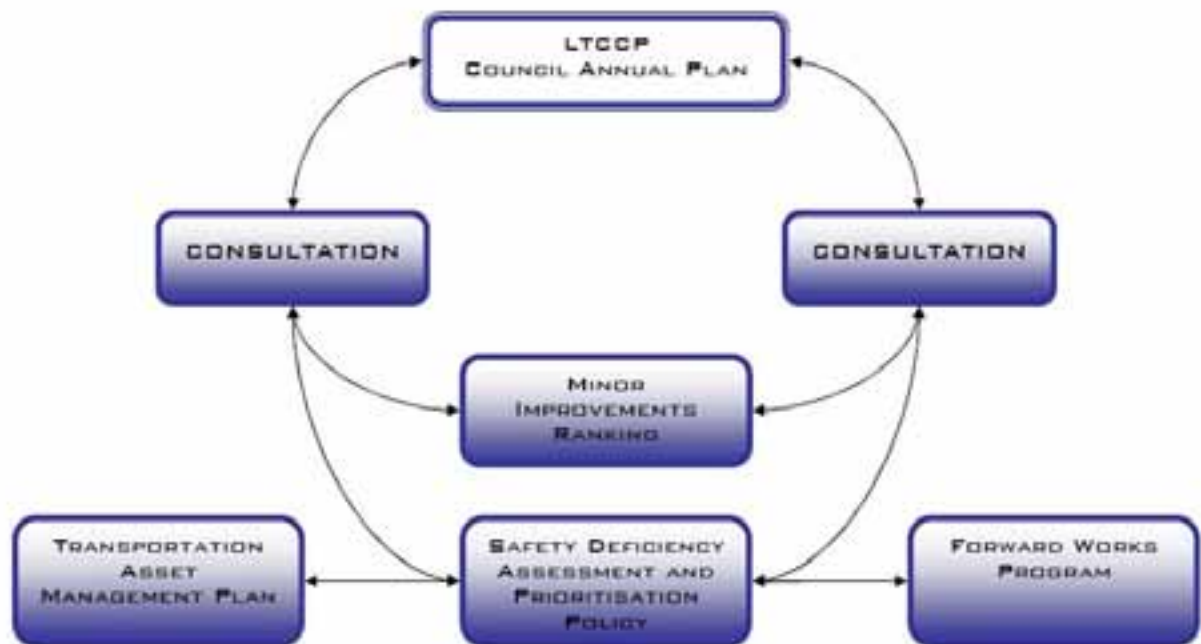 LTCCP
COUNCIL ANNUAL PLAN
CONSULTATION
CONSULTATION
MINOR
IMPROVEMENTS
RANKING
TRANSPORTATION
ASSET
MANAGEMENT PLAN
SAFETY DEFICIENCY
ASSESSMENT AND
PRIORITISATION
POLICY
FORWARD WORKS
PROGRAM